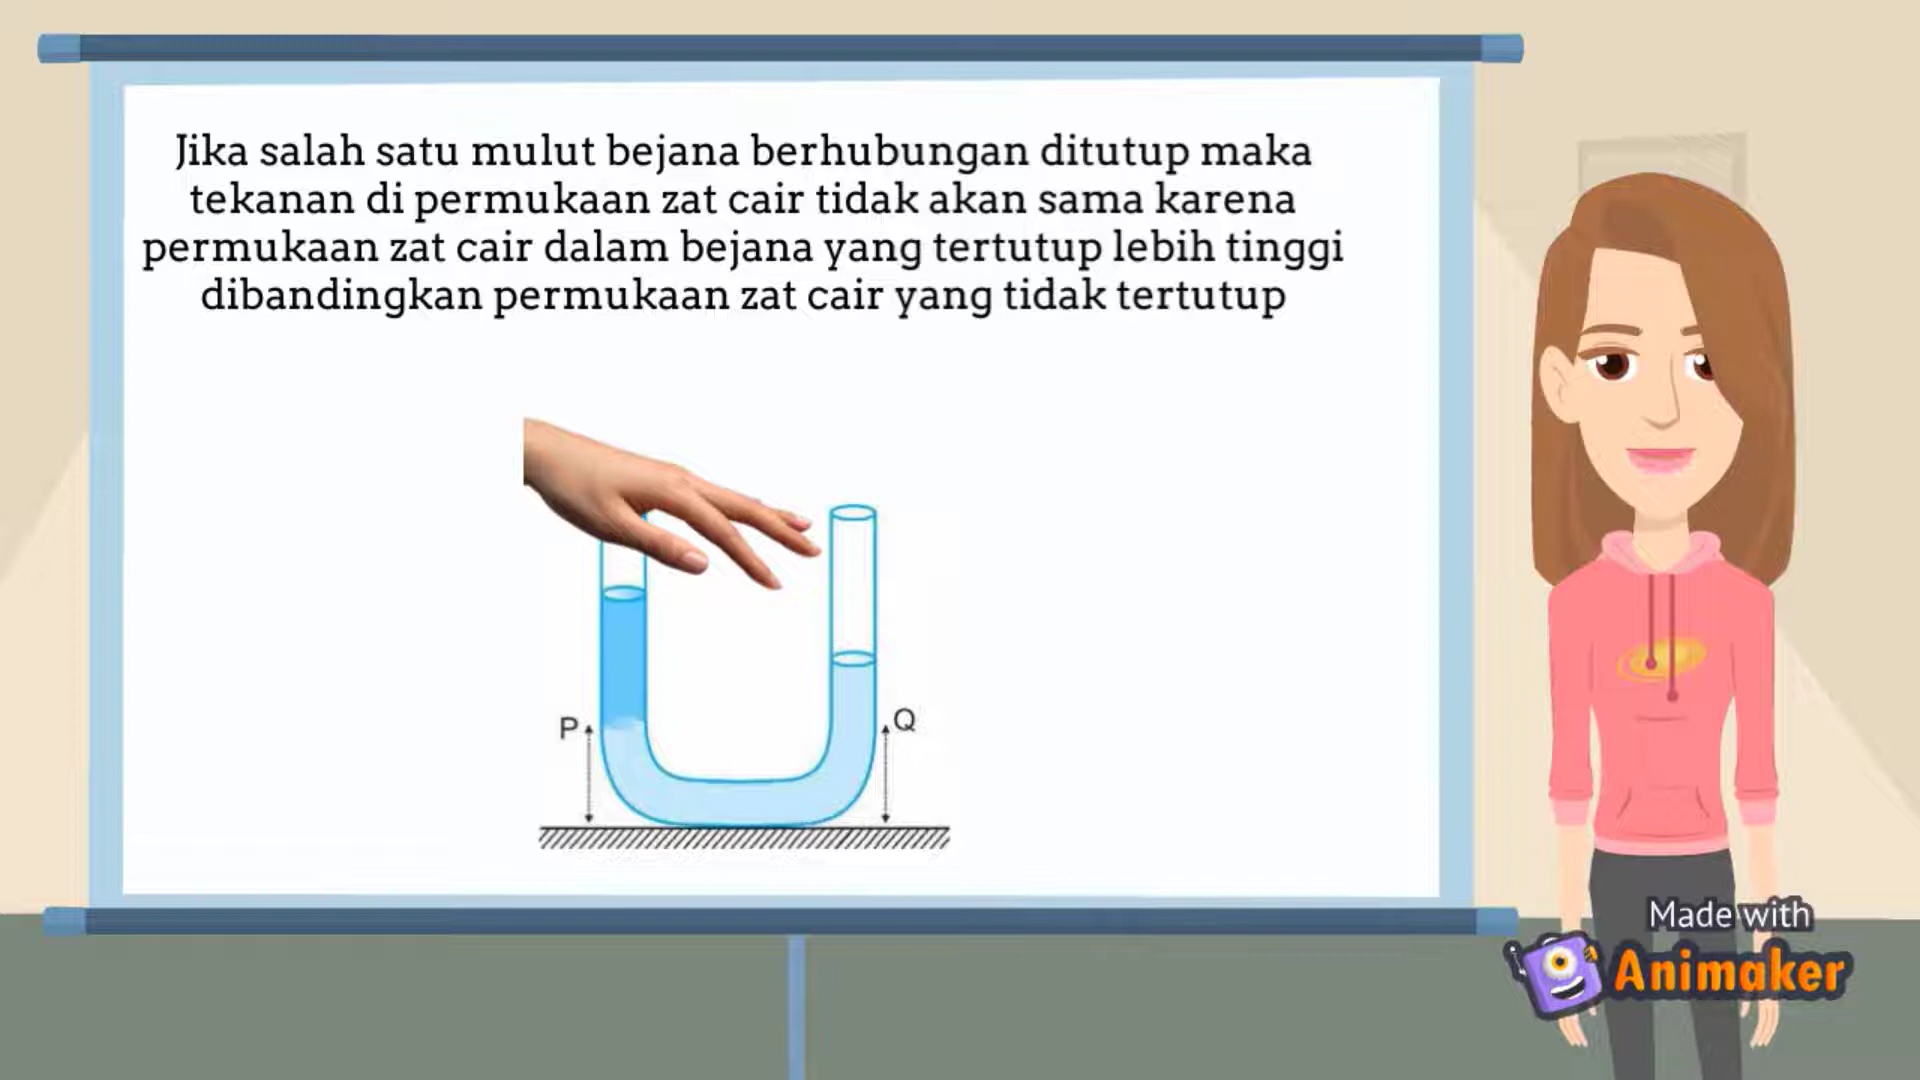 Jika salah satu mulut bejana berhubungan ditutup maka
tekanan di permukaan zat cair tidak akan sama karena
permukaan zat cair dalam bejana yang tertutup lebih tinggi
dibandingkan permukaan zat cair yang tidak tertutup
P
Q
Made with
Animaker